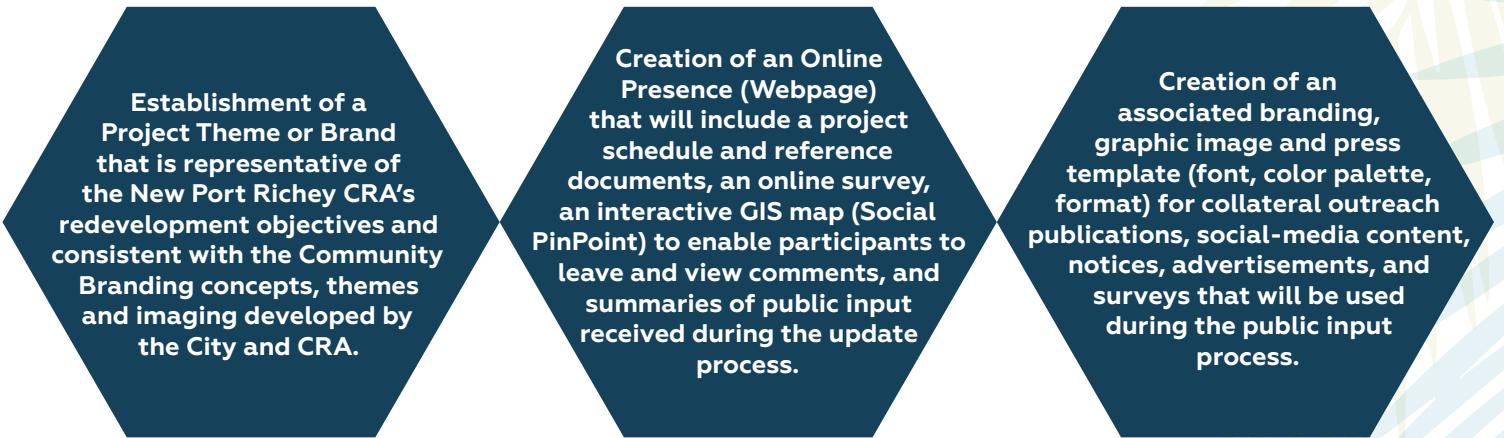 Establishment of a
Project Theme or Brand
that is representative of
the New Port Richey CRA’s
redevelopment objectives and
consistent with the Community
Branding concepts, themes
and imaging developed by
the City and CRA.
Creation of an Online
Presence (Webpage)
that will include a project
schedule and reference
documents, an online survey,
an interactive GIS map (Social
PinPoint) to enable participants to
leave and view comments, and
summaries of public input
received during the update
process.
Creation of an
associated branding,
graphic image and press
template (font, color palette,
format) for collateral outreach
publications, social-media content,
notices, advertisements, and
surveys that will be used
during the public input
process.